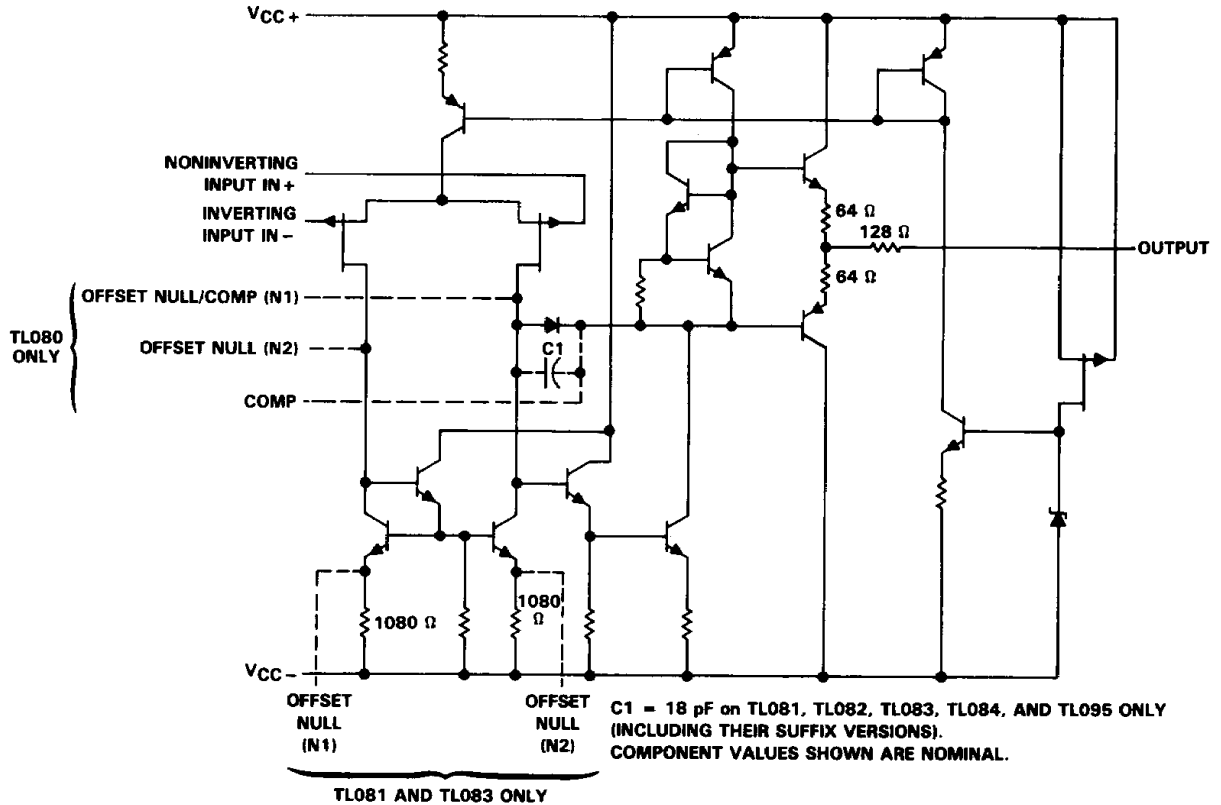 VCC+
NONINVERTING
INPUT IN+
INVERTING
INPUT IN−
64 Ω
128 Ω
OUTPUT
64 Ω
TL080
ONLY
OFFSET NULL/COMP (N1)
OFFSET NULL (N2)
COMP
C1
1080 Ω
1080
Ω
VCC−
OFFSET
NULL
(N1)
OFFSET
NULL
(N2)
C1 = 18 pF on TL081, TL082, TL083, TL084, AND TL095 ONLY
(INCLUDING THEIR SUFFIX VERSIONS).
COMPONENT VALUES SHOWN ARE NOMINAL.
TL081 AND TL083 ONLY